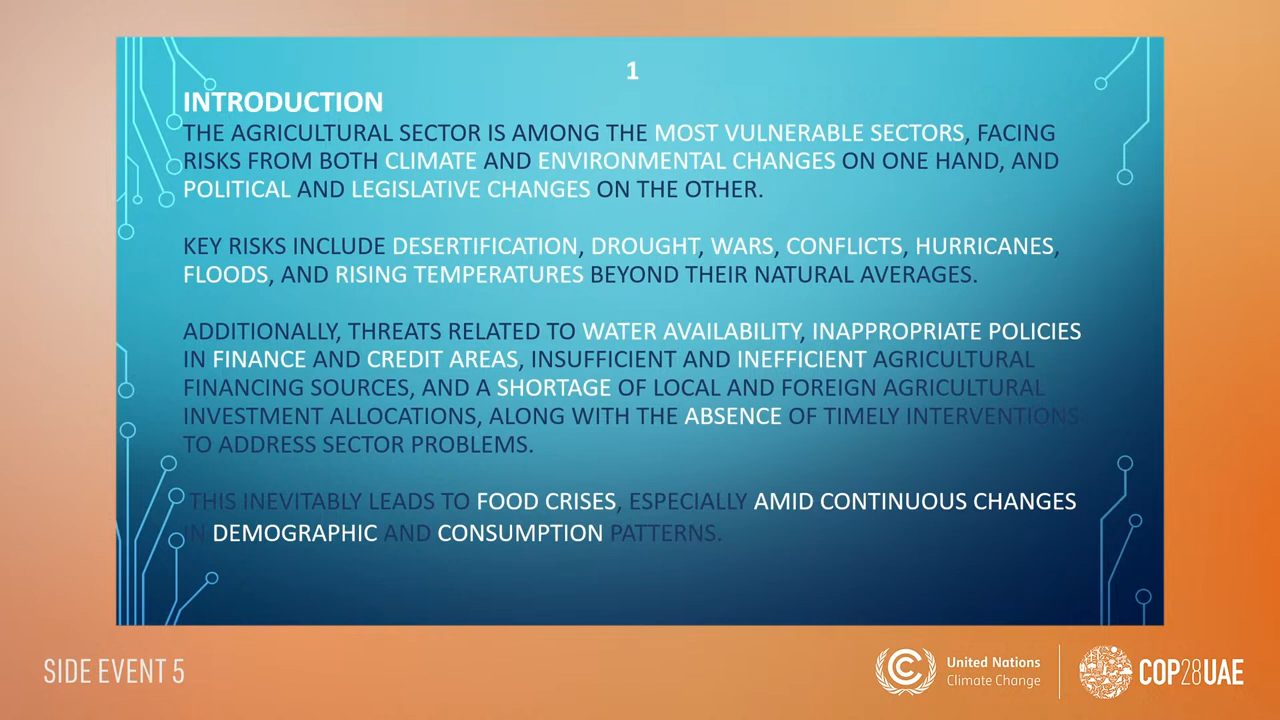 1
INTRODUCTION
THE AGRICULTURAL SECTOR IS AMONG THE MOST VULNERABLE SECTORS, FACING
RISKS FROM BOTH CLIMATE AND ENVIRONMENTAL CHANGES ON ONE HAND, AND
POLITICAL AND LEGISLATIVE CHANGES ON THE OTHER.
KEY RISKS INCLUDE DESERTIFICATION, DROUGHT, WARS, CONFLICTS, HURRICANES,
FLOODS, AND RISING TEMPERATURES BEYOND THEIR NATURAL AVERAGES.
ADDITIONALLY, THREATS RELATED TO WATER AVAILABILITY, INAPPROPRIATE POLICIES
IN FINANCE AND CREDIT AREAS, INSUFFICIENT AND INEFFICIENT AGRICULTURAL
FINANCING SOURCES, AND A SHORTAGE OF LOCAL AND FOREIGN AGRICULTURAL
INVESTMENT ALLOCATIONS, ALONG WITH THE ABSENCE OF TIMELY INTERVENTIONS
TO ADDRESS SECTOR PROBLEMS.
THIS INEVITABLY LEADS TO FOOD CRISES, ESPECIALLY AMID CONTINUOUS CHANGES
IN DEMOGRAPHIC AND CONSUMPTION PATTERNS.
SIDE EVENT 5
United Nations
Climate Change
COP28UAE